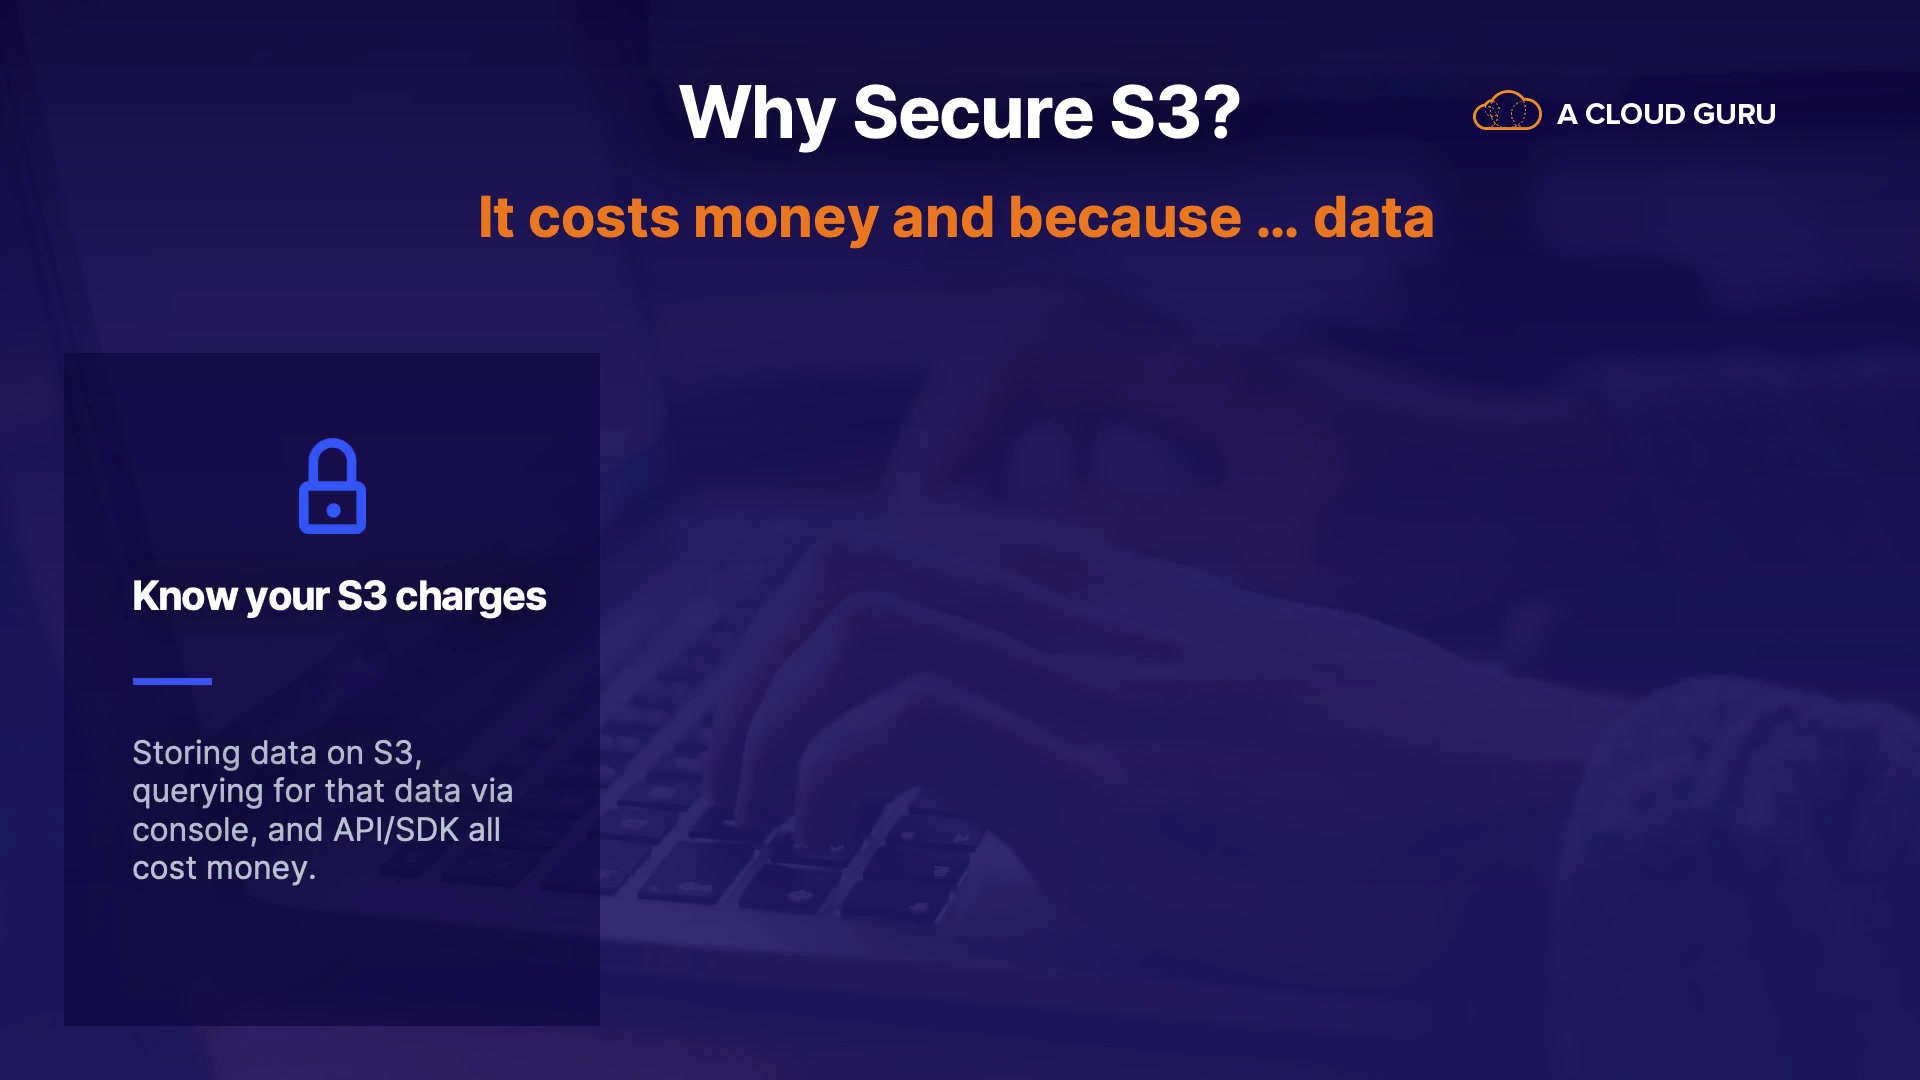 Why Secure S3?
A CLOUD GURU
It costs money and because ... data
Know your S3 charges
Storing data on S3,
querying for that data via
console, and API/SDK all
cost money.